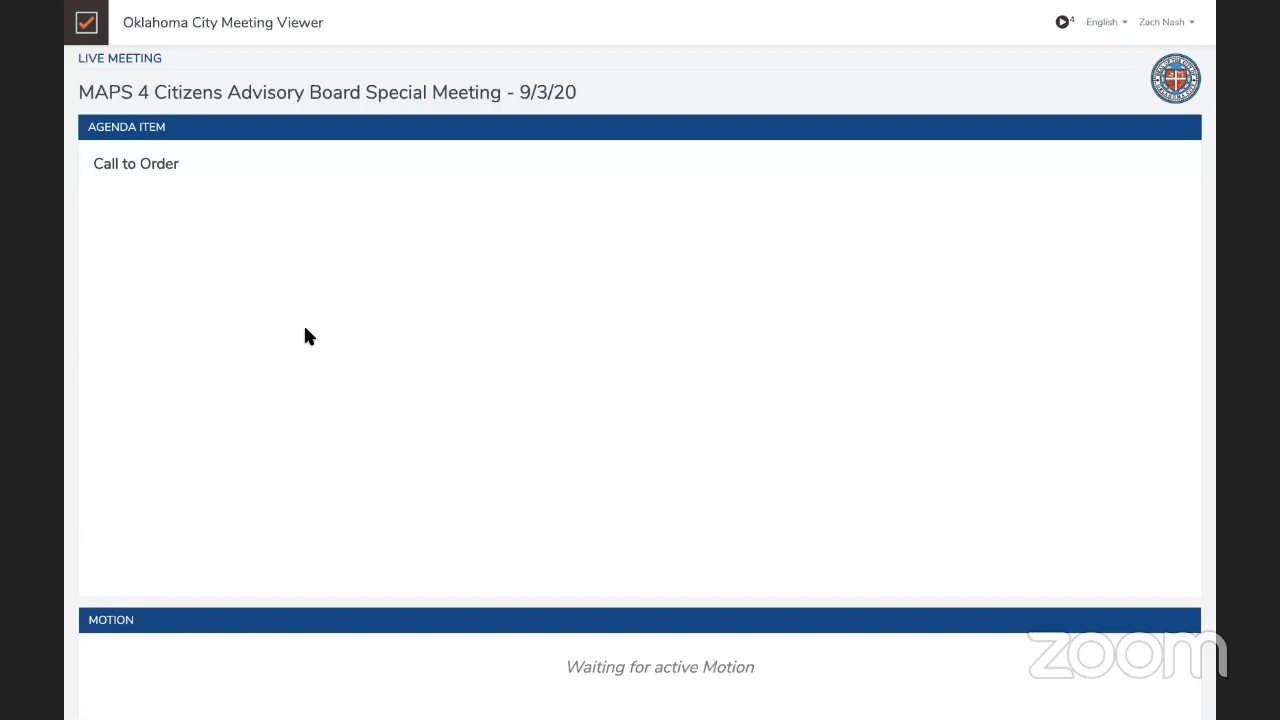 Oklahoma City Meeting Viewer
4 English Zach Nash
LIVE MEETING
MAPS 4 Citizens Advisory Board Special Meeting - 9/3/20
AGENDA ITEM
Call to Order
MOTION
Waiting for active Motion
zoom